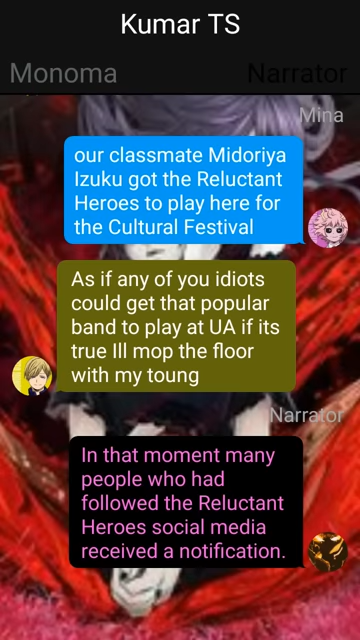 Kumar TS
Monoma
Narrator
Mina
our classmate Midoriya
Izuku got the Reluctant
Heroes to play here for
the Cultural Festival
As if any of you idiots
could get that popular
band to play at UA if its
true Ill mop the floor
with my toung
Narrator
In that moment many
people who had
followed the Reluctant
Heroes social media
received a notification.